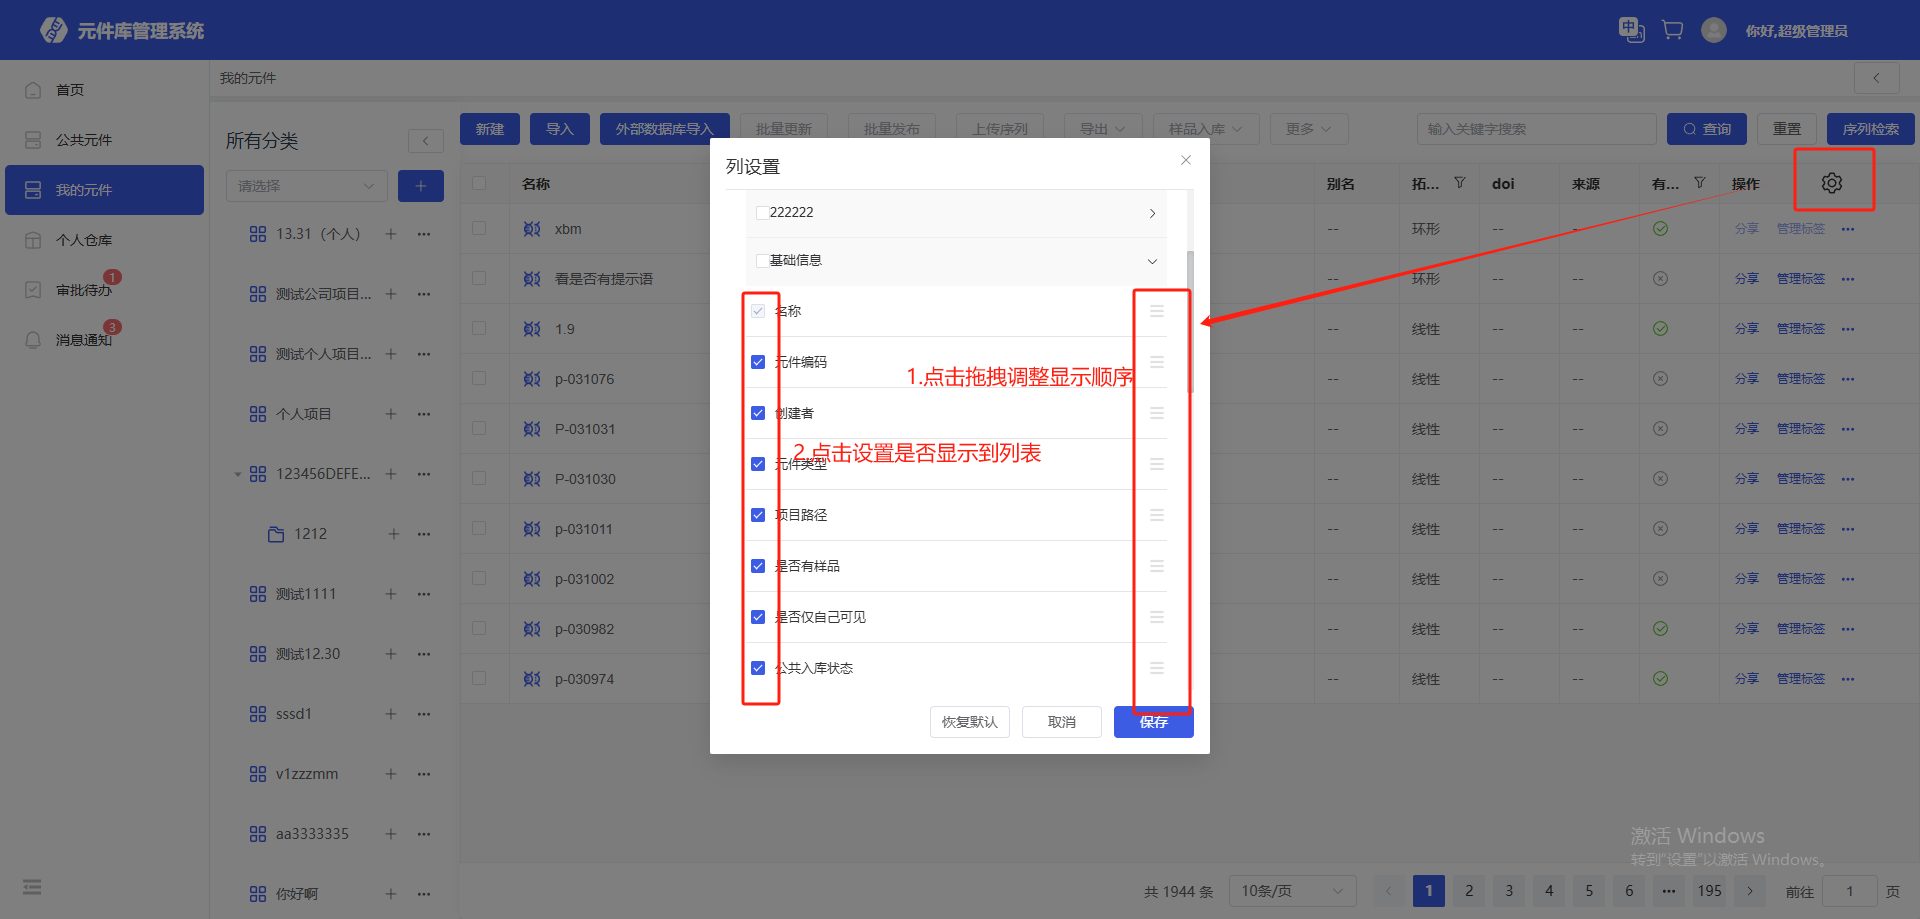 元件库管理系统
中
你好,超级管理员
首页
公共元件
我的元件
个人仓库
审批待办
1
消息通知
3
我的元件
所有分类
请选择
13.31（个人）
测试公司项目...
测试个人项目...
个人项目
123456DEFE...
1212
测试1111
测试12.30
sssd1
v1zzzmm
aa3333335
你好啊
新建
导入
外部数据库导入
批量更新
批量发布
上传序列
导出
样品入库
更多
输入关键字搜索
查询
重置
序列检索
名称
别名
拓...
doi
来源
有...
操作
xbm
--
环形
--
--
分享
管理标签
看是否有提示语
--
环形
--
--
分享
管理标签
1.9
--
线性
--
--
分享
管理标签
p-031076
--
线性
--
--
分享
管理标签
P-031031
--
线性
--
--
分享
管理标签
P-031030
--
线性
--
--
分享
管理标签
p-031011
--
线性
--
--
分享
管理标签
p-031002
--
线性
--
--
分享
管理标签
p-030982
--
线性
--
--
分享
管理标签
p-030974
--
线性
--
--
分享
管理标签
列设置
222222
基础信息
名称
元件编码
1.点击拖拽调整显示顺序
创建者
2.点击设置是否显示到列表
元件类型
项目路径
是否有样品
是否仅自己可见
公共入库状态
恢复默认
取消
保存
激活 Windows
转到"设置"以激活 Windows。
共 1944 条
10条/页
1
2
3
4
5
6
195
前往
1
页